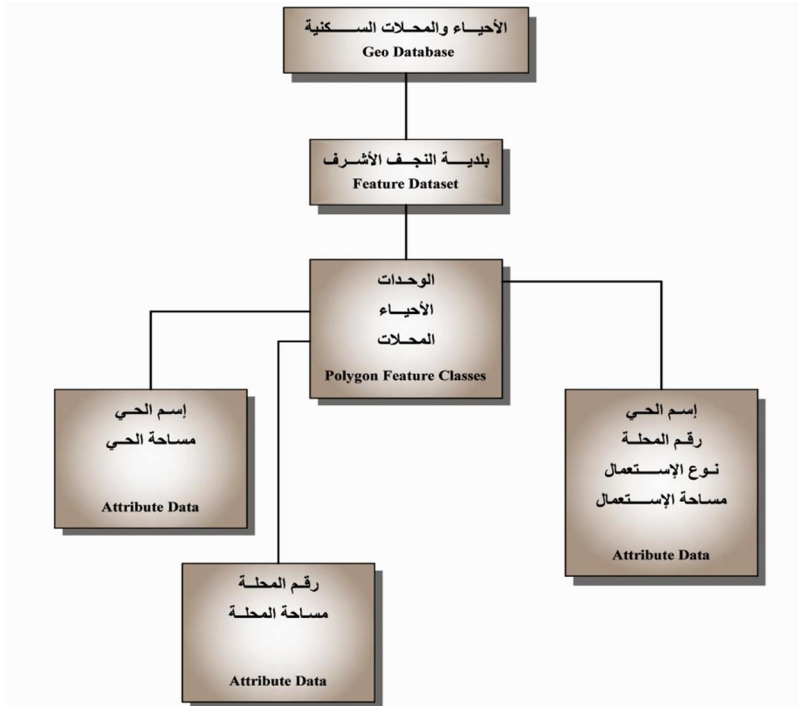 الأحياء والمحلات السكنية
Geo Database
بلدية النجف الأشرف
Feature Dataset
الوحدات
الأحياء
المحلات
Polygon Feature Classes
إسم الحي
مساحة الحي
Attribute Data
إسم الحي
رقم المحلة
نوع الإستعمال
مساحة الإستعمال
Attribute Data
رقم المحلة
مساحة المحلة
Attribute Data